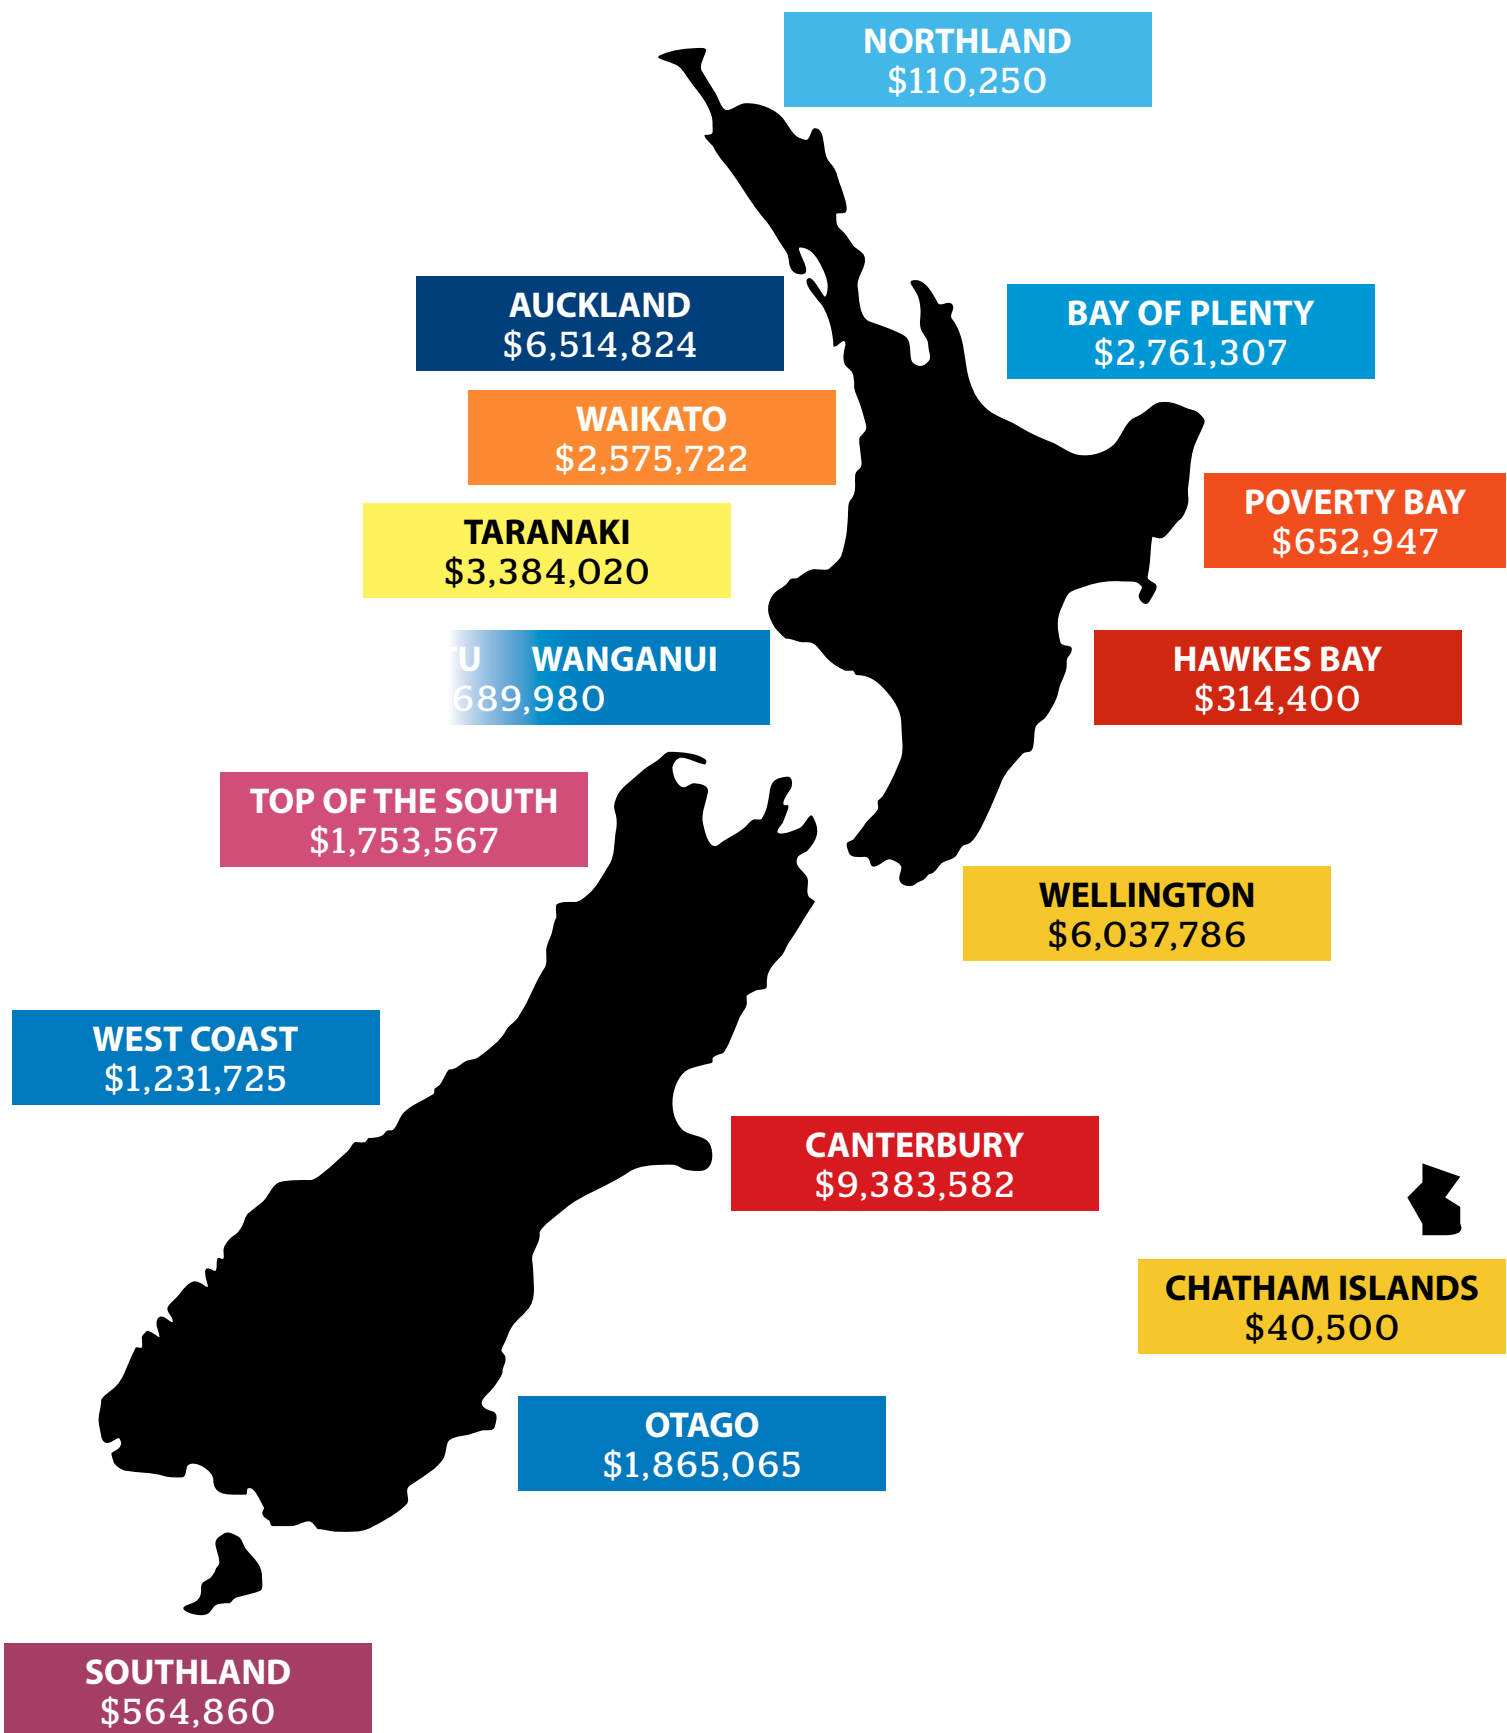 NORTHLAND
$110,250
AUCKLAND
$6,514,824
BAY OF PLENTY
$2,761,307
WAIKATO
$2,575,722
POVERTY BAY
$652,947
TARANAKI
$3,384,020
WANGANUI
689,980
HAWKES BAY
$314,400
TOP OF THE SOUTH
$1,753,567
WELLINGTON
$6,037,786
WEST COAST
$1,231,725
CANTERBURY
$9,383,582
CHATHAM ISLANDS
$40,500
OTAGO
$1,865,065
SOUTHLAND
$564,860